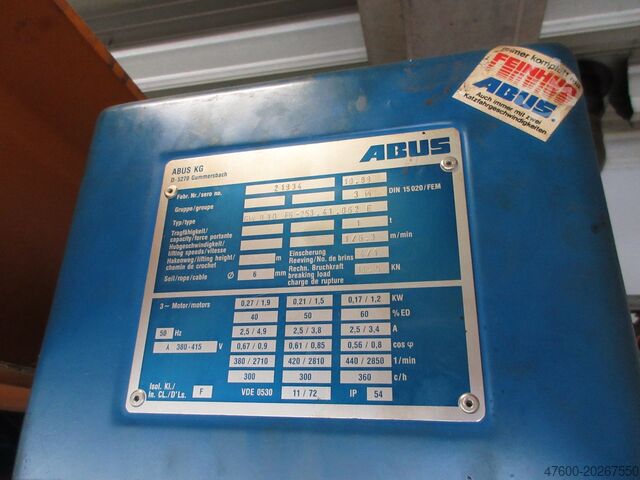 immer komplett mit
FEINHUB
ABUS
Auch immer mit zwei
Katzfahrgeschwindigkeiten
ABUS KG
D-5270 Gummersbach
ABUS
Fabr. Nr./serie no. 21934 10.89
Gruppe/groupe 3 M DIN 15020/FEM
Typ/type
Tragfähigkeit/
capacity/force portante 1 t
Hubgeschwindigkeit/
lifting speeds/vitesse m/min
Hakenweg/lifting height/
chemin de crochet m
Einscherung
Reeving/No. de brins
Seil/rope/cable Ø 6 mm
Rechn. Bruchkraft
breaking load
charge de rupture KN
3~ Motor/motors 0,27/1,9 0,21/1,5 0,17/1,2 KW
40 50 60 % ED
50 Hz 2,5/4,9 2,5/3,8 2,5/3,4 A
380-415 V 0,67/0,9 0,61/0,85 0,56/0,8 cos φ
380/2710 420/2810 440/2850 1/min
300 300 360 c/h
Isol. Kl./
In. CL./D'Ls. F VDE 0530 11/72 IP 54
47600-20267550